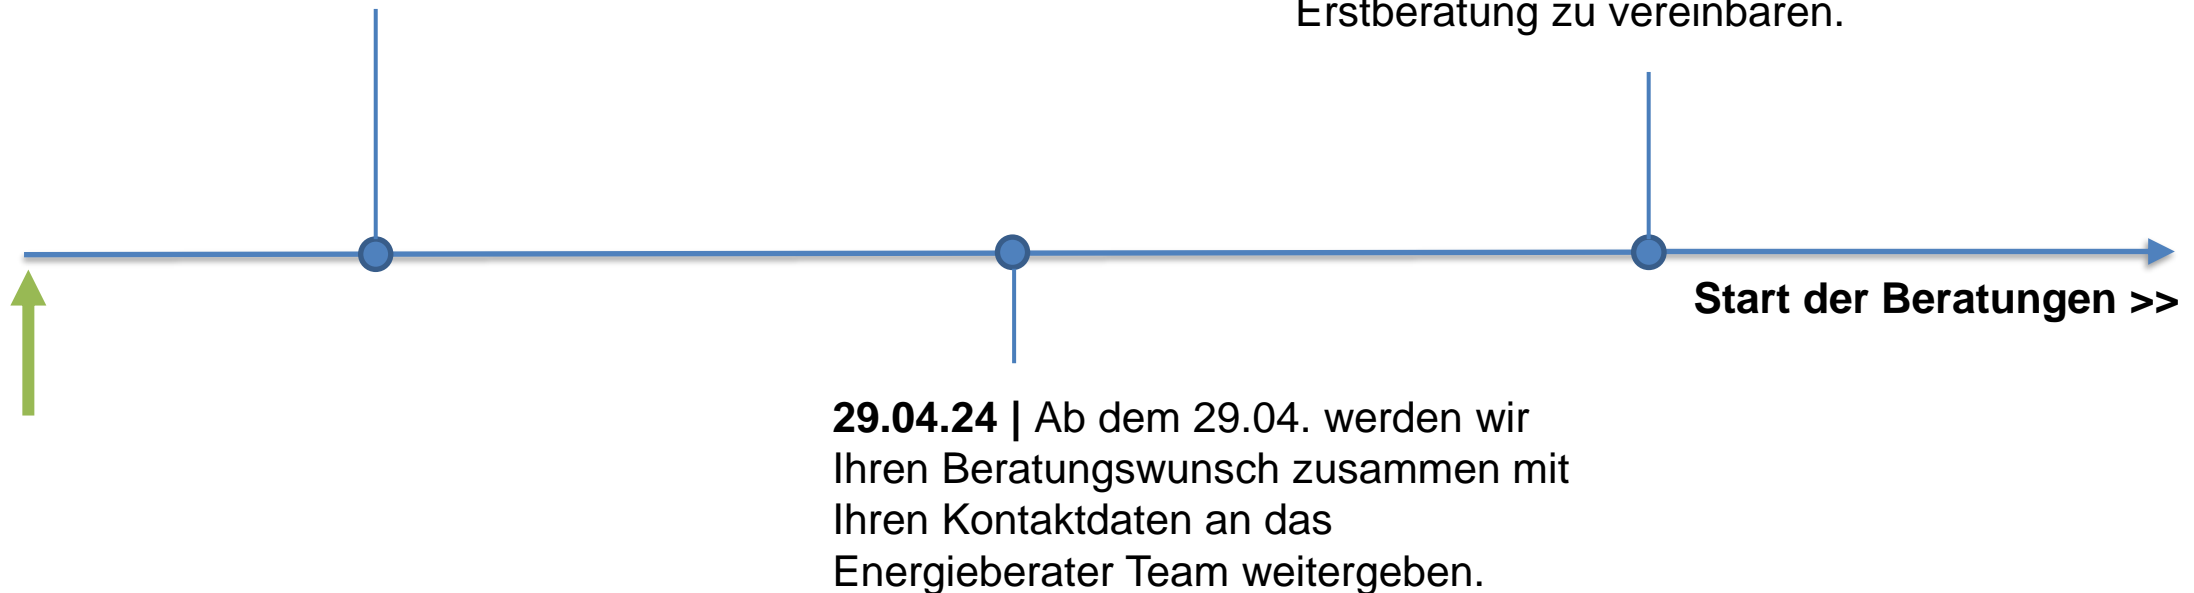 Erstberatung zu vereinbaren.
Start der Beratungen >>
29.04.24 | Ab dem 29.04. werden wir
Ihren Beratungswunsch zusammen mit
Ihren Kontaktdaten an das
Energieberater Team weitergeben.